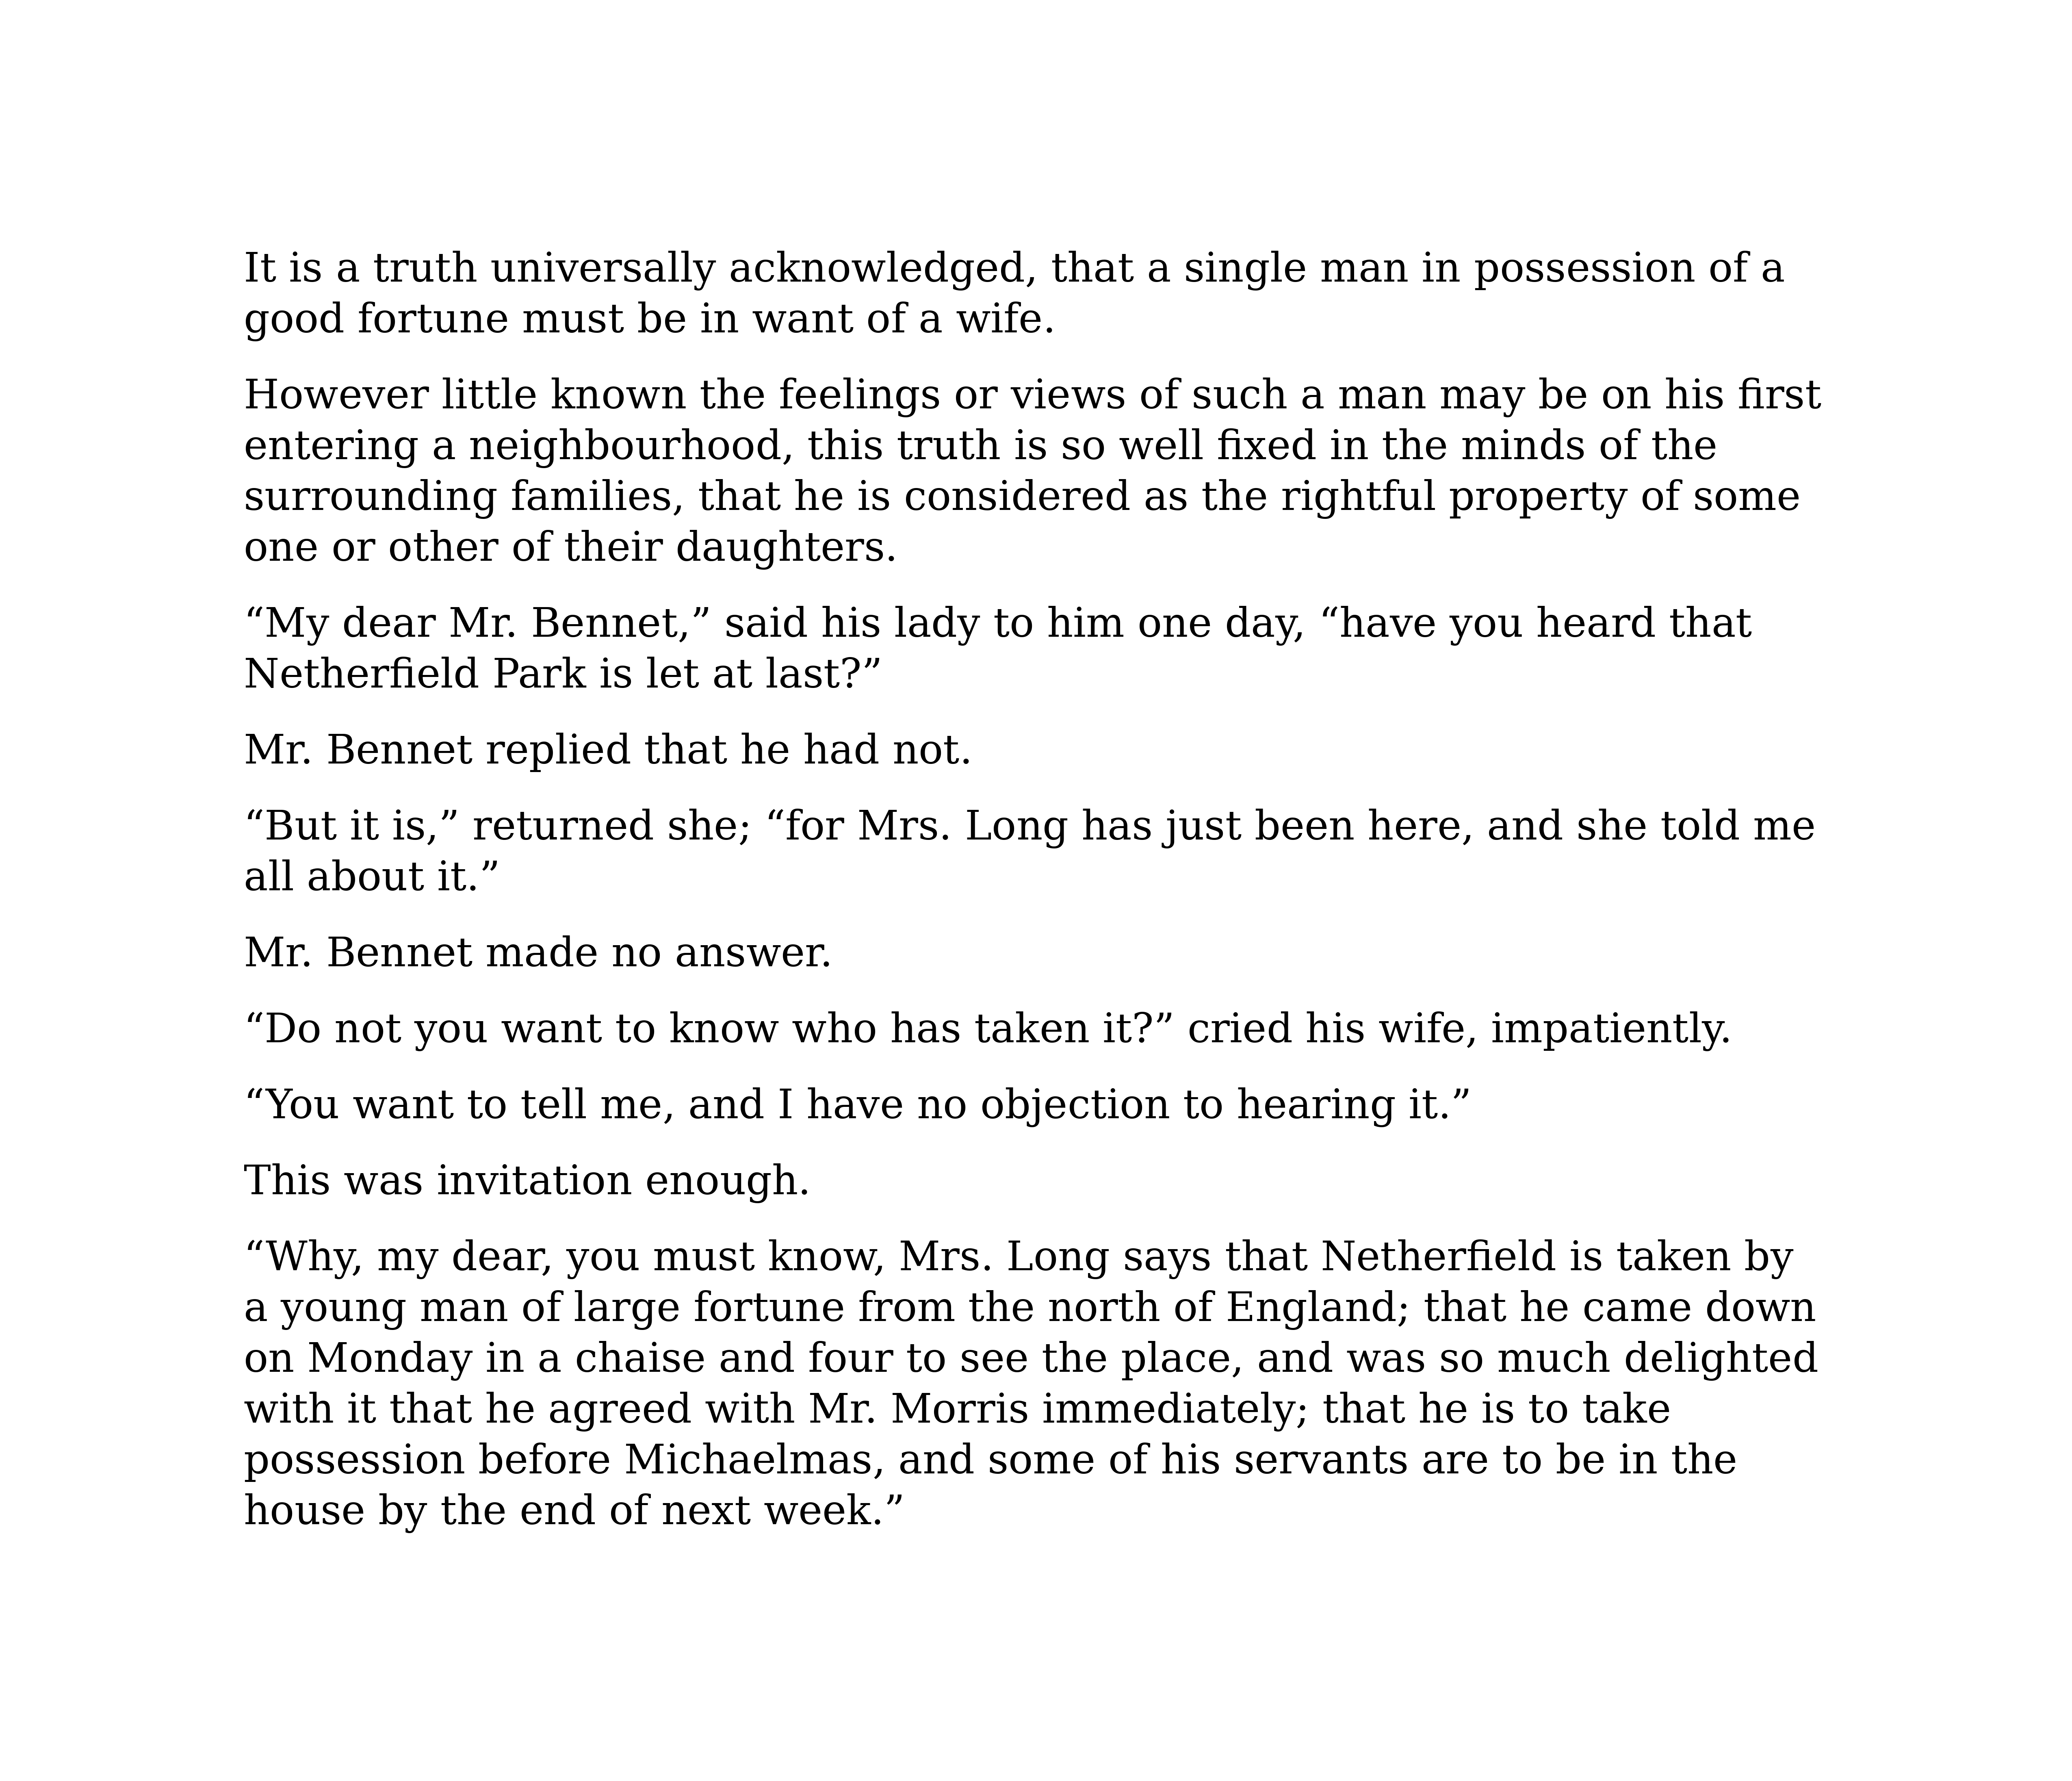 It is a truth universally acknowledged, that a single man in possession of a
good fortune must be in want of a wife.
However little known the feelings or views of such a man may be on his first
entering a neighbourhood, this truth is so well fixed in the minds of the
surrounding families, that he is considered as the rightful property of some
one or other of their daughters.
“My dear Mr. Bennet,” said his lady to him one day, “have you heard that
Netherfield Park is let at last?”
Mr. Bennet replied that he had not.
“But it is,” returned she; “for Mrs. Long has just been here, and she told me
all about it.”
Mr. Bennet made no answer.
“Do not you want to know who has taken it?” cried his wife, impatiently.
“You want to tell me, and I have no objection to hearing it.”
This was invitation enough.
“Why, my dear, you must know, Mrs. Long says that Netherfield is taken by
a young man of large fortune from the north of England; that he came down
on Monday in a chaise and four to see the place, and was so much delighted
with it that he agreed with Mr. Morris immediately; that he is to take
possession before Michaelmas, and some of his servants are to be in the
house by the end of next week.”